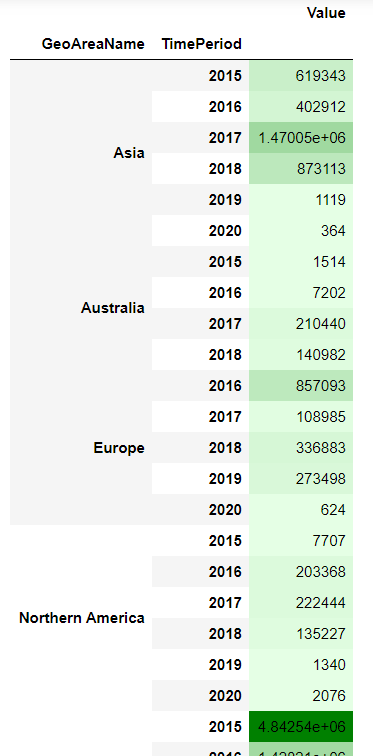 Value
GeoAreaName TimePeriod
Asia 2015 619343
2016 402912
2017 1.47005e+06
2018 873113
2019 1119
2020 364
Australia 2015 1514
2016 7202
2017 210440
2018 140982
Europe 2016 857093
2017 108985
2018 336883
2019 273498
2020 624
Northern America 2015 7707
2016 203368
2017 222444
2018 135227
2019 1340
2020 2076
2015 4.84254e+06
2016